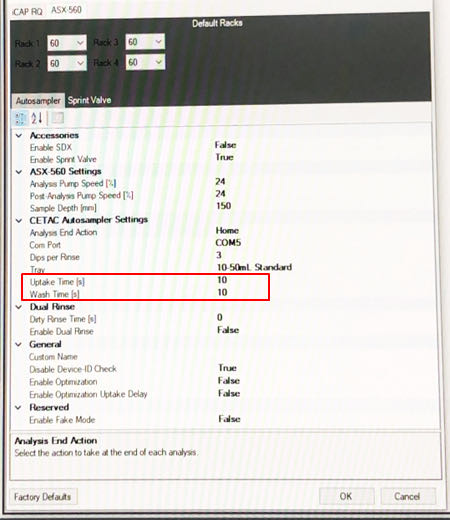 iCAP RQ ASX-560
Default Racks
Rack 1 60 Rack 3 60
Rack 2 60 Rack 4 60
Autosampler Sprint Valve
Accessories
Enable SDX False
Enable Sprint Valve True
ASX-560 Settings
Analysis Pump Speed [%] 24
Post-Analysis Pump Speed [%] 24
Sample Depth [mm] 150
CETAC Autosampler Settings
Analysis End Action Home
Com Port COM5
Dips per Rinse 3
Tray 10-50mL Standard
Uptake Time [s] 10
Wash Time [s] 10
Dual Rinse
Dirty Rinse Time [s] 0
Enable Dual Rinse False
General
Custom Name
Disable Device-ID Check True
Enable Optimization False
Enable Optimization Uptake Delay False
Reserved
Enable Fake Mode False
Analysis End Action
Select the action to take at the end of each analysis.
Factory Defaults OK Cancel